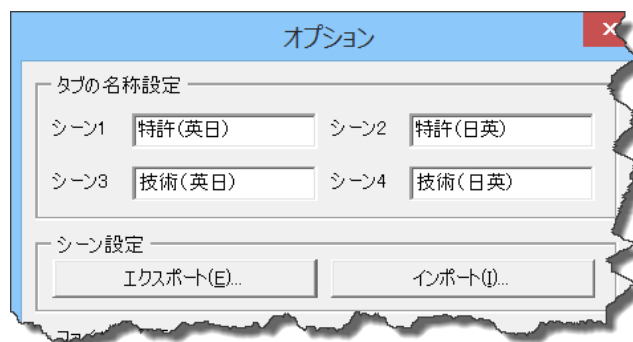 オプション
x
タブの名称設定
シーン1 特許(英日) シーン2 特許(日英)
シーン3 技術(英日) シーン4 技術(日英)
シーン設定
エクスポート(E)... インポート(I)...